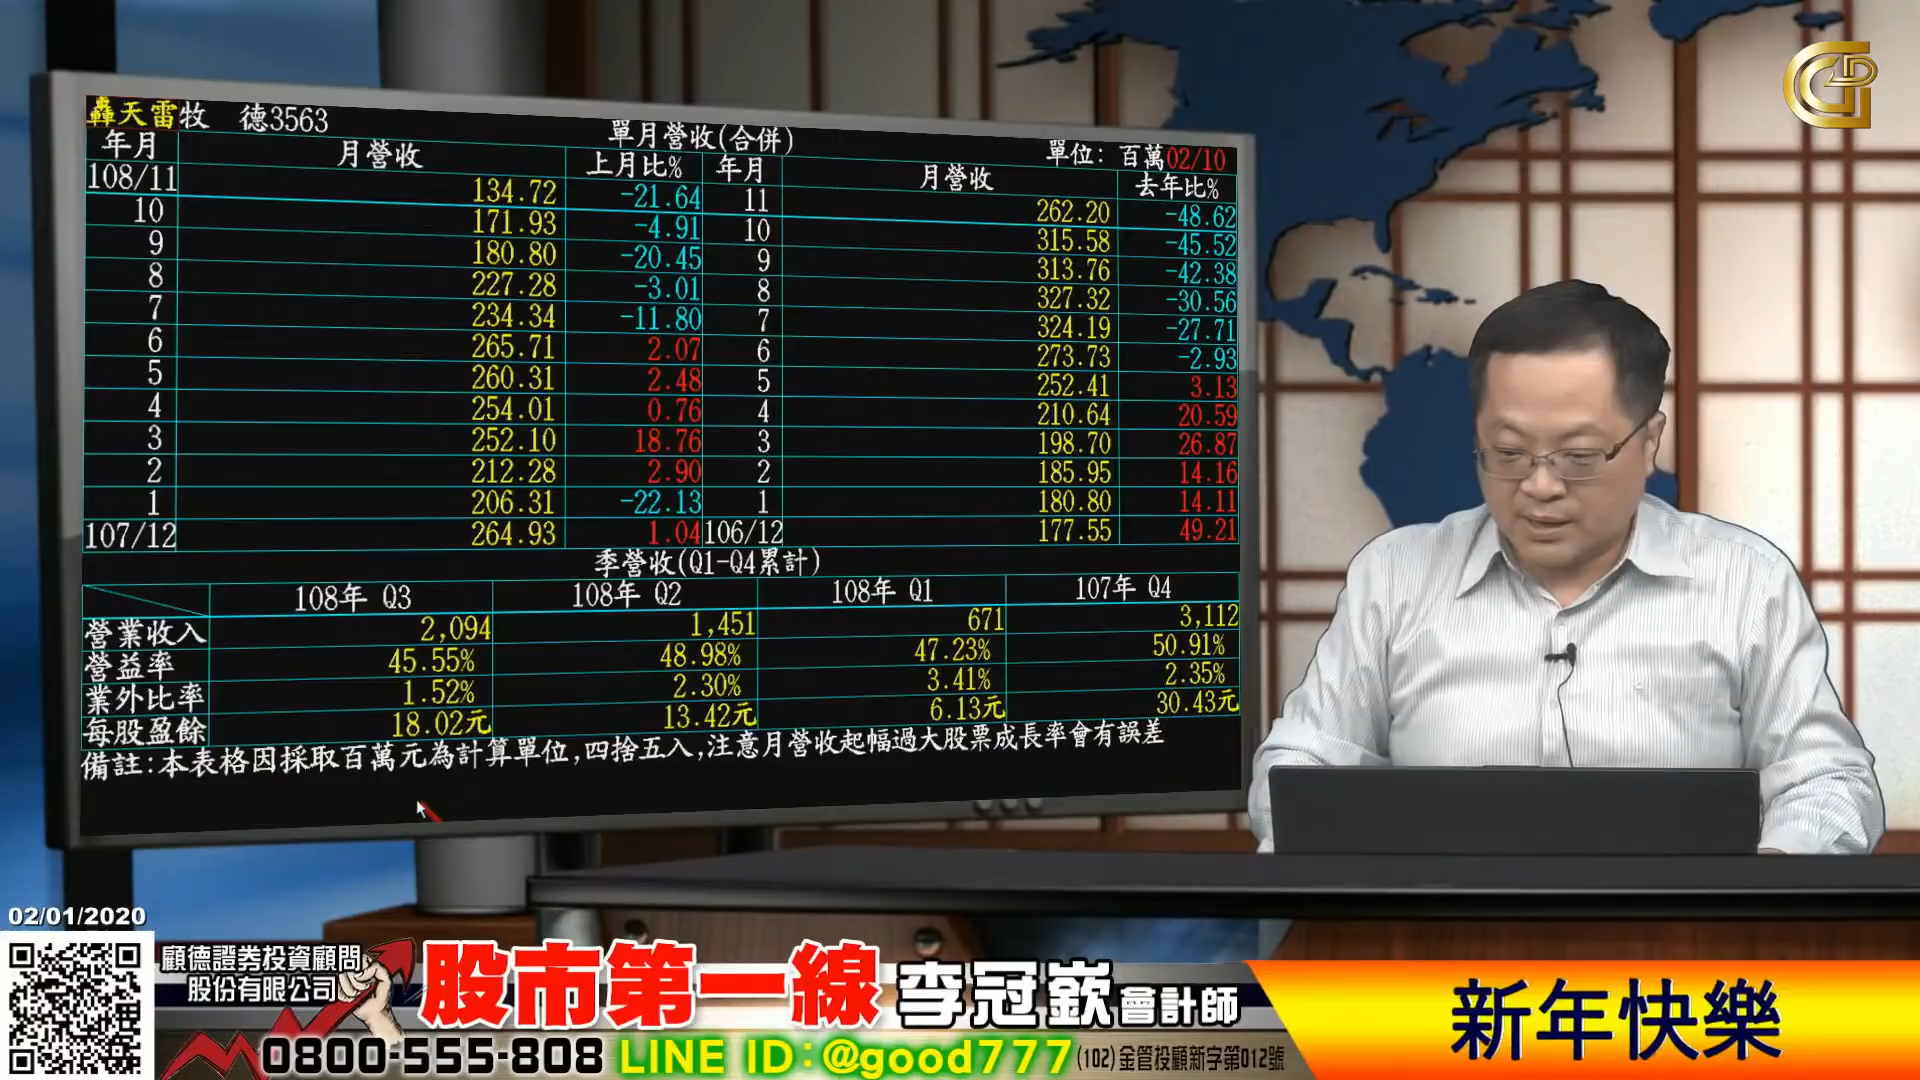 轟天雷牧　德3563
單月營收(合併)
單位: 百萬02/10
年月 月營收 上月比% 年月 月營收 去年比%
108/11 134.72 -21.64 11 262.20 -48.62
10 171.93 -4.91 10 315.58 -45.52
9 180.80 -20.45 9 313.76 -42.38
8 227.28 -3.01 8 327.32 -30.56
7 234.34 -11.80 7 324.19 -27.71
6 265.71 2.07 6 273.73 -2.93
5 260.31 2.48 5 252.41 3.13
4 254.01 0.76 4 210.64 20.59
3 252.10 18.76 3 198.70 26.87
2 212.28 2.90 2 185.95 14.16
1 206.31 -22.13 1 180.80 14.11
107/12 264.93 1.04 106/12 177.55 49.21
季營收(Q1-Q4累計)
108年 Q3 108年 Q2 108年 Q1 107年 Q4
營業收入 2,094 1,451 671 3,112
營益率 45.55% 48.98% 47.23% 50.91%
業外比率 1.52% 2.30% 3.41% 2.35%
每股盈餘 18.02元 13.42元 6.13元 30.43元
備註:本表格因採取百萬元為計算單位,四捨五入,注意月營收起幅過大股票成長率會有誤差
02/01/2020
顧德證券投資顧問
股份有限公司
股市第一線 李冠嶔會計師
0800-555-808 LINE ID:@good777 (102)金管投顧新字第012號
新年快樂